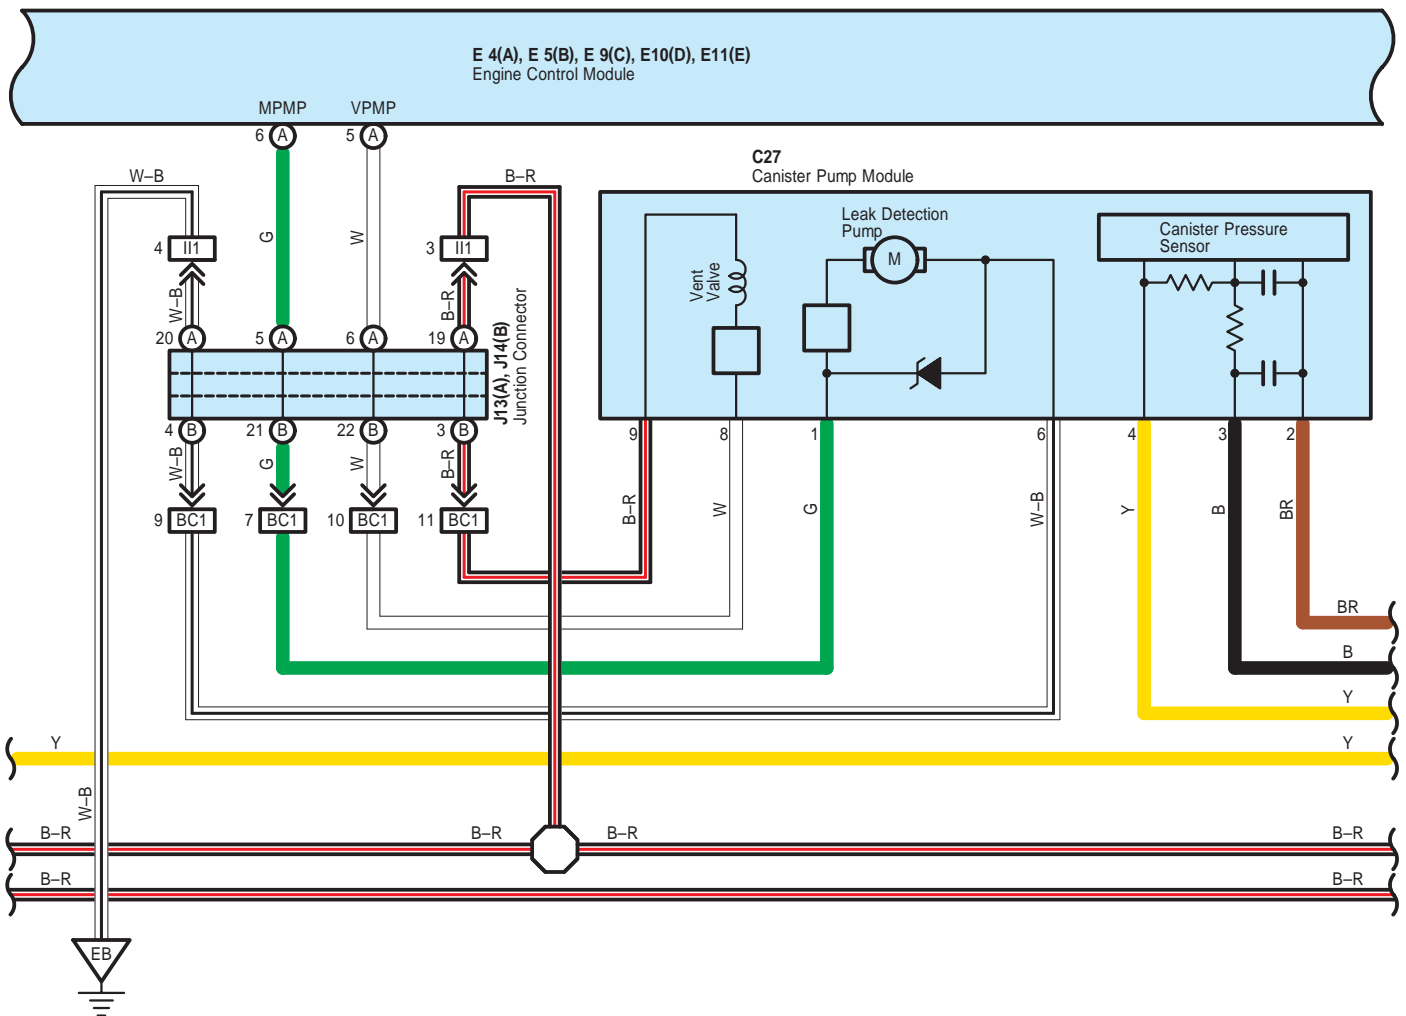 E 4(A), E 5(B), E 9(C), E10(D), E11(E)
Engine Control Module
MPMP
VPMP
6 A
5 A
C27
Canister Pump Module
W–B
B–R
G
W
4 II1
3 II1
W–B
B–R
20 A
5 A
6 A
19 A
J13(A), J14(B)
Junction Connector
4 B
21 B
22 B
3 B
W–B
G
W
B–R
9 BC1
7 BC1
10 BC1
11 BC1
Vent
Valve
Leak Detection
Pump
M
Canister Pressure
Sensor
9
8
1
6
4
3
2
B–R
W
G
W–B
Y
B
BR
BR
B
Y
Y
Y
W–B
B–R
B–R
B–R
B–R
B–R
B–R
EB